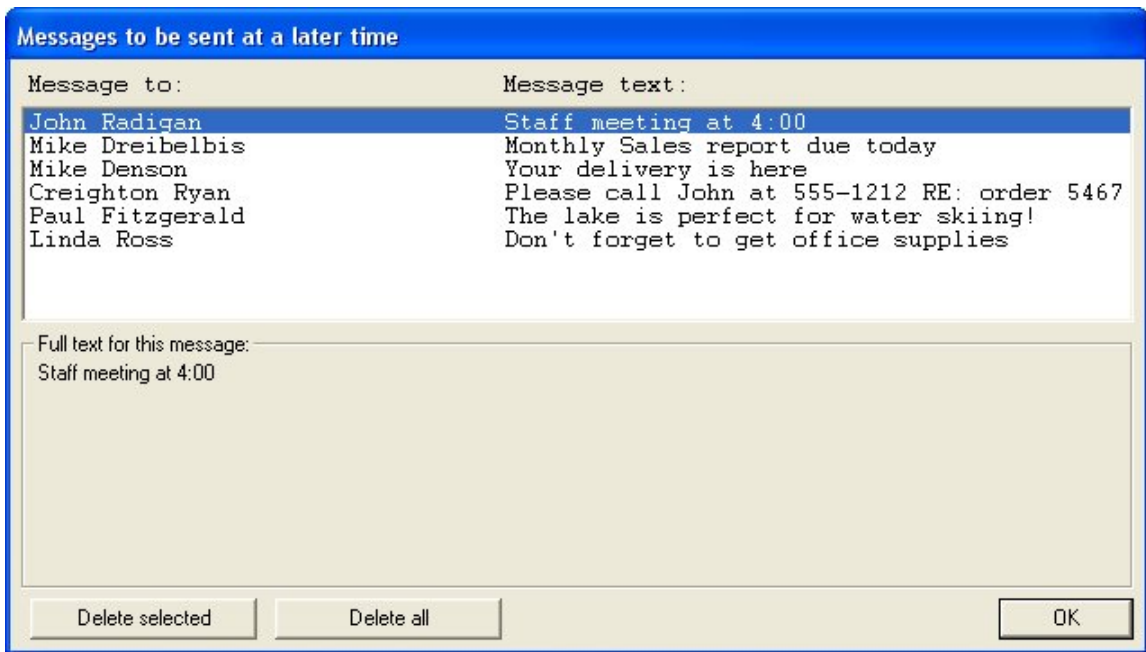 Messages to be sent at a later time
Message to: Message text:
John Radigan Staff meeting at 4:00
Mike Dreibelbis Monthly Sales report due today
Mike Denson Your delivery is here
Creighton Ryan Please call John at 555-1212 RE: order 5467
Paul Fitzgerald The lake is perfect for water skiing!
Linda Ross Don't forget to get office supplies
Full text for this message:
Staff meeting at 4:00
Delete selected Delete all OK